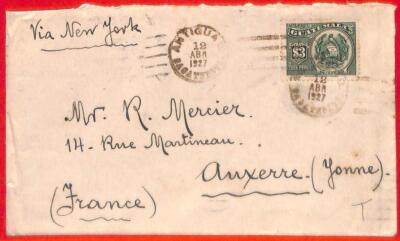 Via New York
ANTIGUA
12
ABR
1927
GUATEMALA
$3
12
ABR
1927
Mr. R. Mercier
14 - Rue Martineau.
Auxerre. (Yonne).
(France)
T